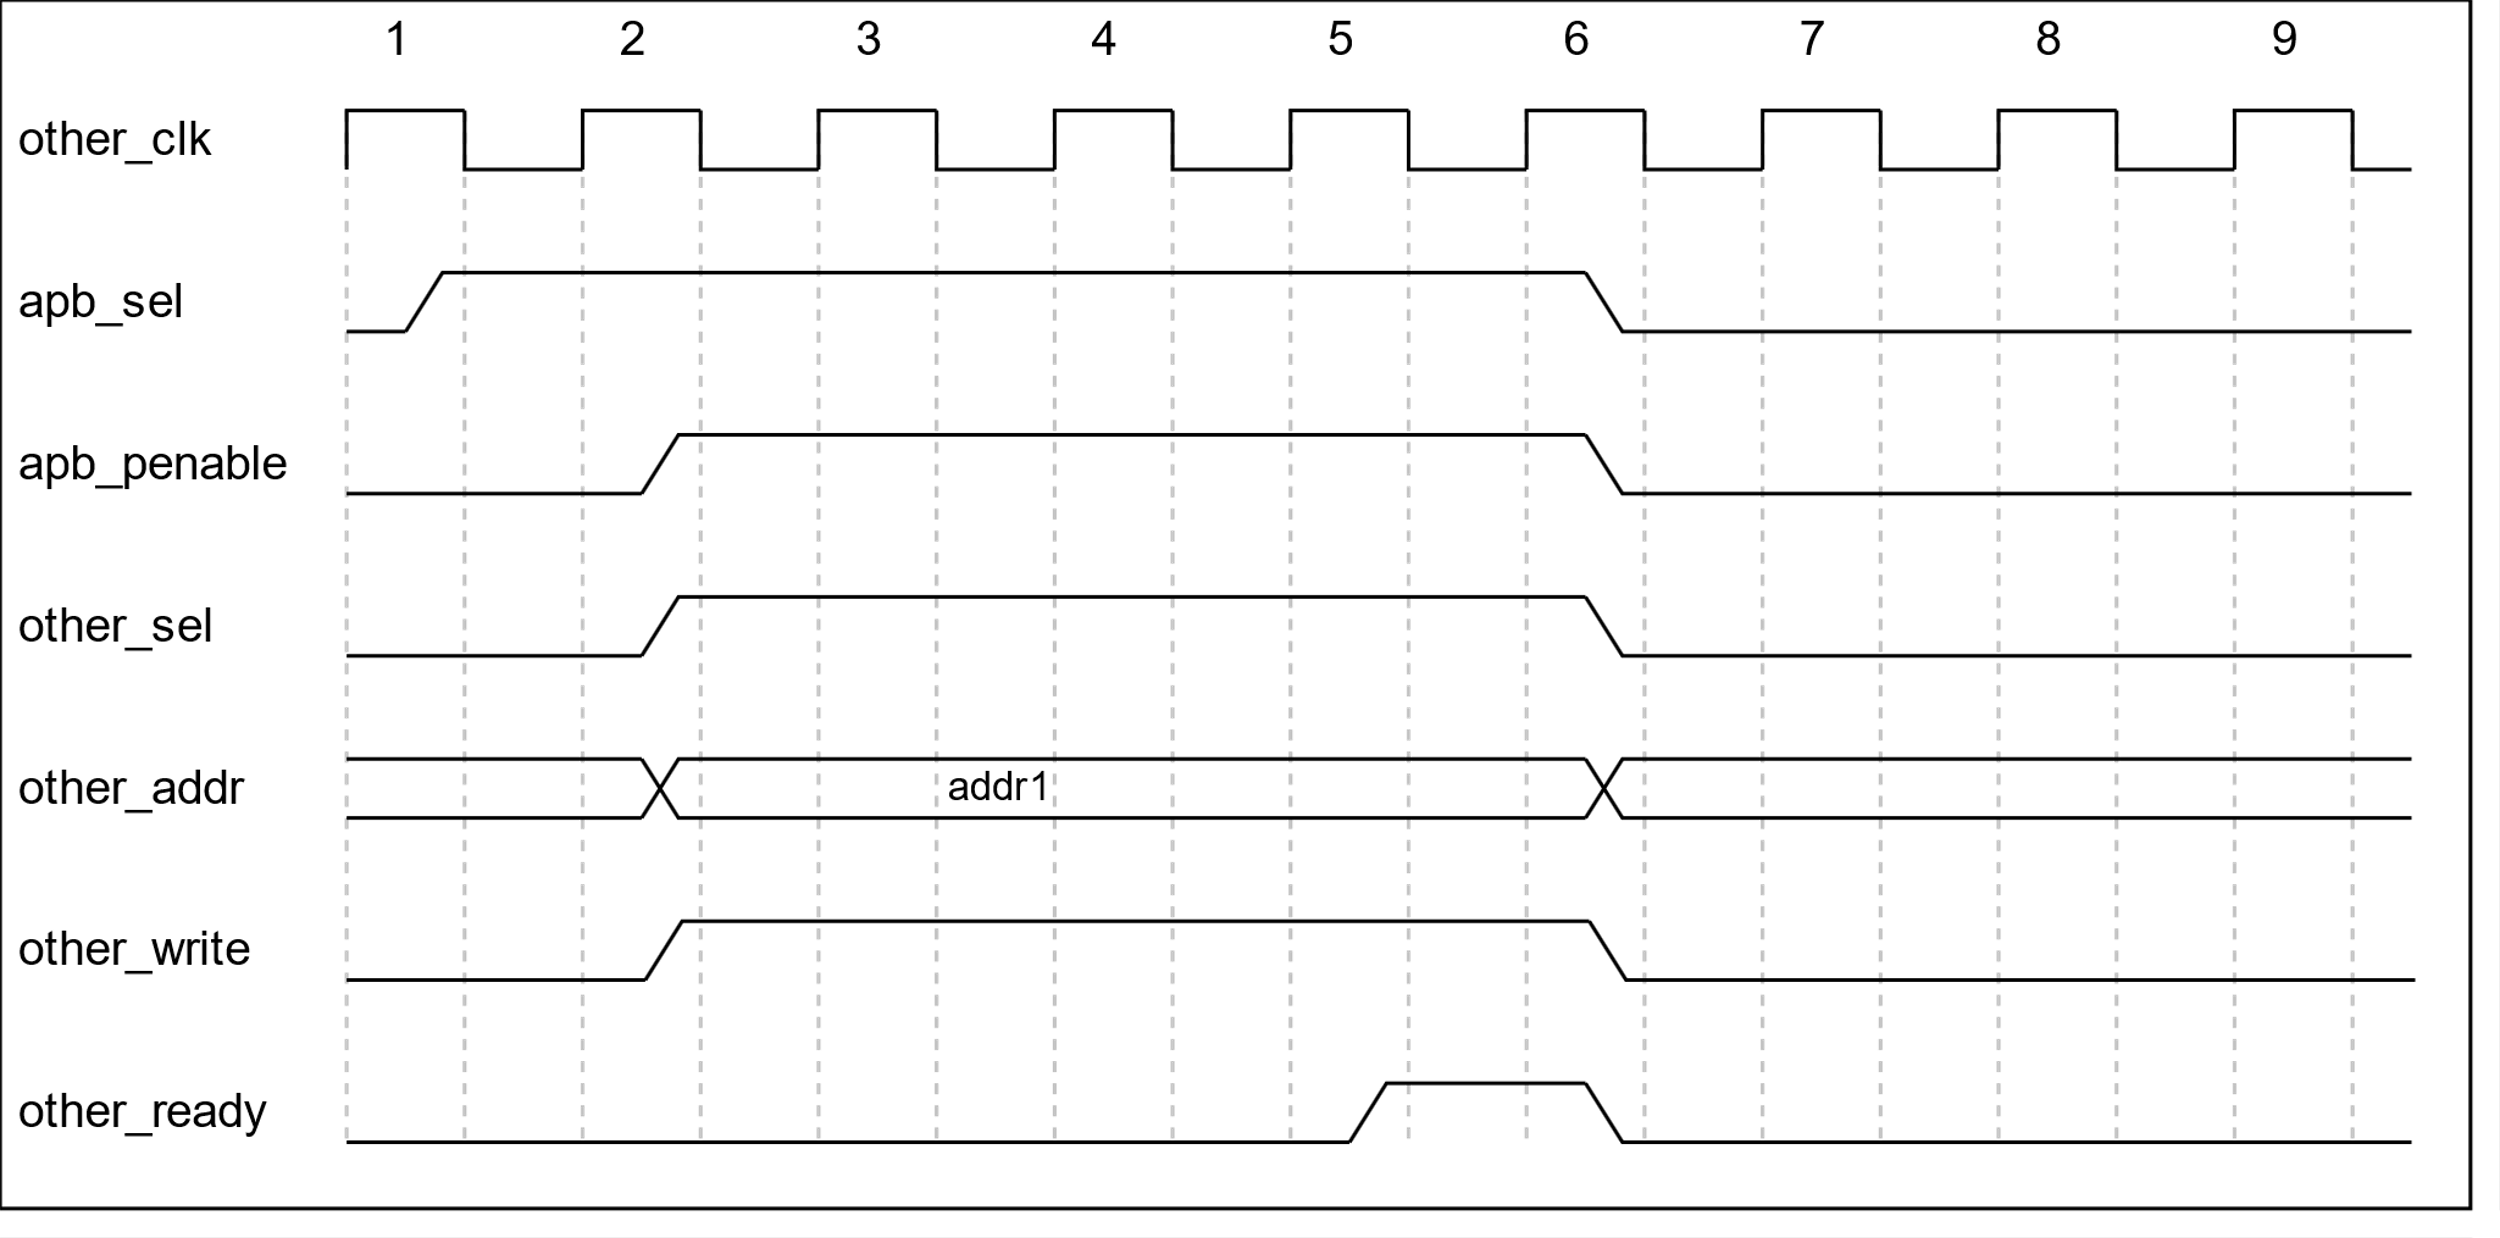 1 2 3 4 5 6 7 8 9
other_clk
apb_sel
apb_penable
other_sel
other_addr addr1
other_write
other_ready